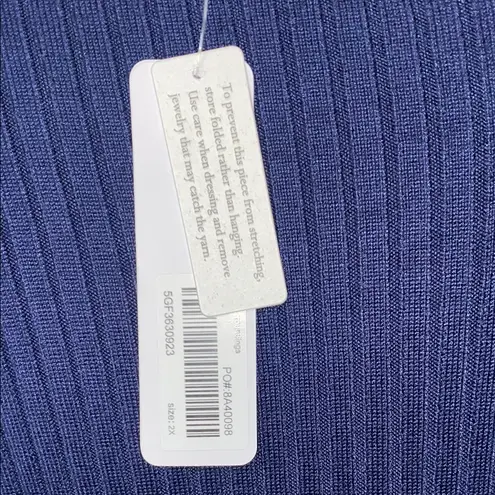 To prevent this piece from stretching,
store folded rather than hanging.
Use care when dressing and remove
jewelry that may catch the yarn.
PO# 8A40098
5GF3630923
size: 2X